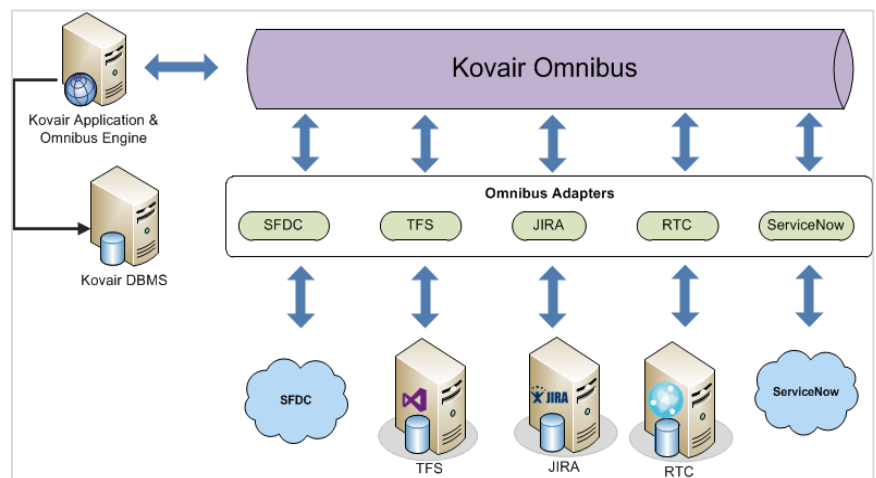 Kovair Omnibus
Kovair Application &
Omnibus Engine
Omnibus Adapters
SFDC
TFS
JIRA
RTC
ServiceNow
Kovair DBMS
SFDC
JIRA
ServiceNow
TFS
JIRA
RTC